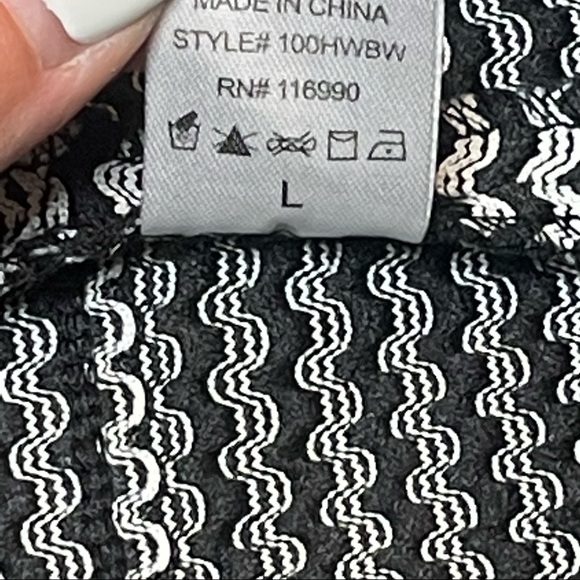 MADE IN CHINA
STYLE# 100HWBW
RN# 116990
L